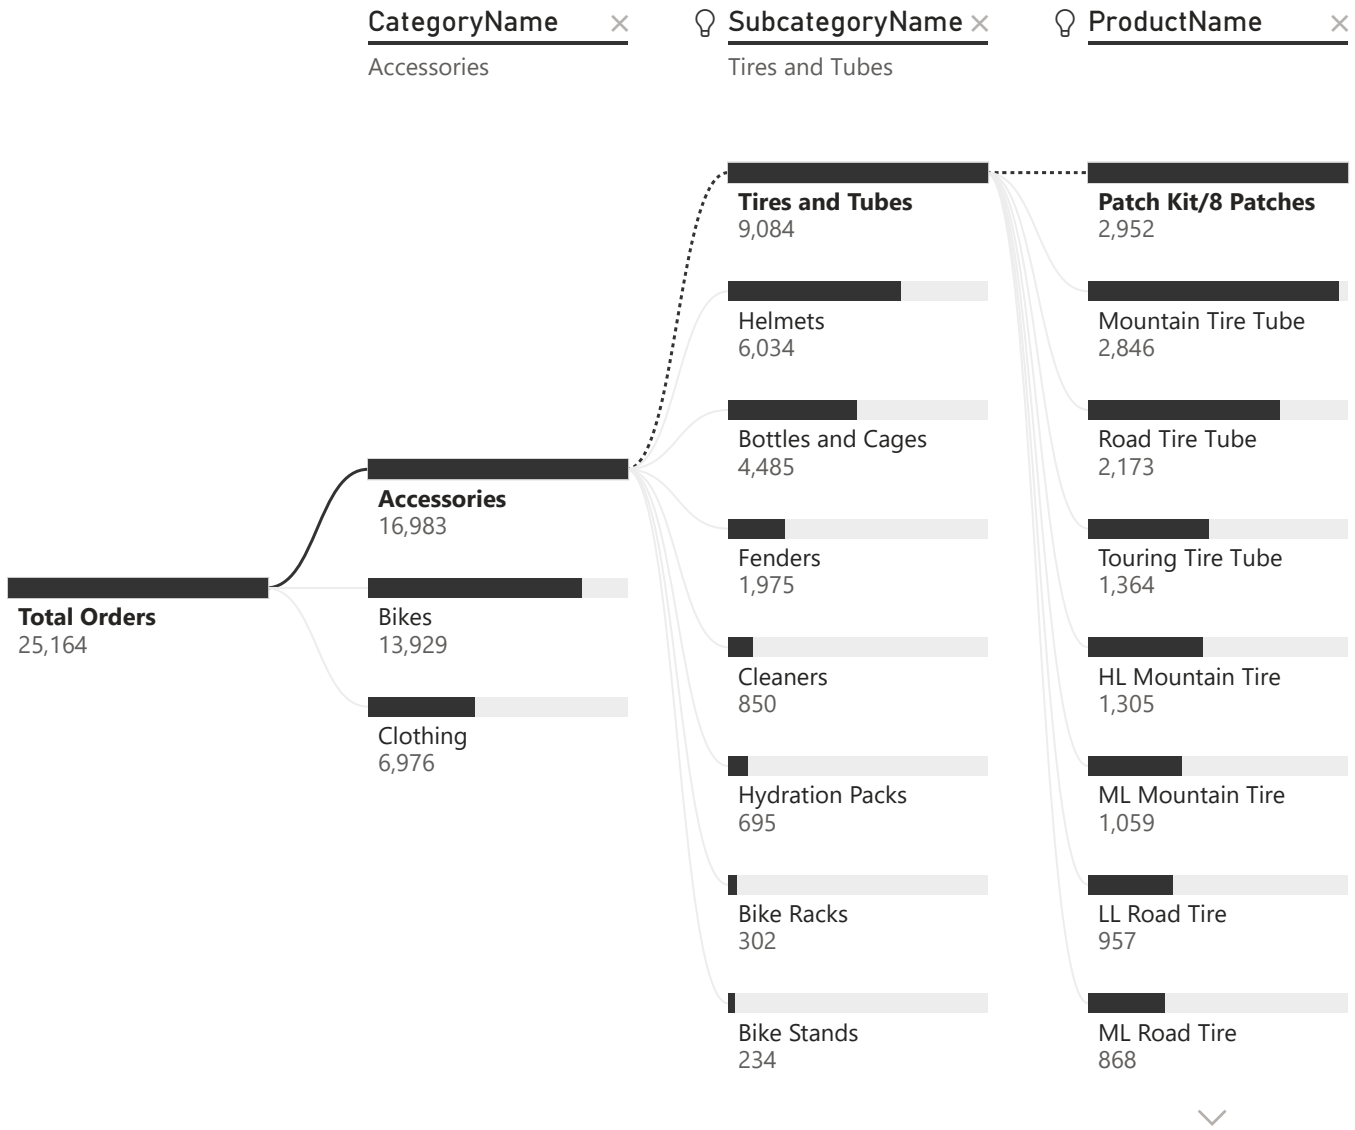 CategoryName
Accessories
SubcategoryName
Tires and Tubes
ProductName
Total Orders
25,164
Accessories
16,983
Bikes
13,929
Clothing
6,976
Tires and Tubes
9,084
Helmets
6,034
Bottles and Cages
4,485
Fenders
1,975
Cleaners
850
Hydration Packs
695
Bike Racks
302
Bike Stands
234
Patch Kit/8 Patches
2,952
Mountain Tire Tube
2,846
Road Tire Tube
2,173
Touring Tire Tube
1,364
HL Mountain Tire
1,305
ML Mountain Tire
1,059
LL Road Tire
957
ML Road Tire
868